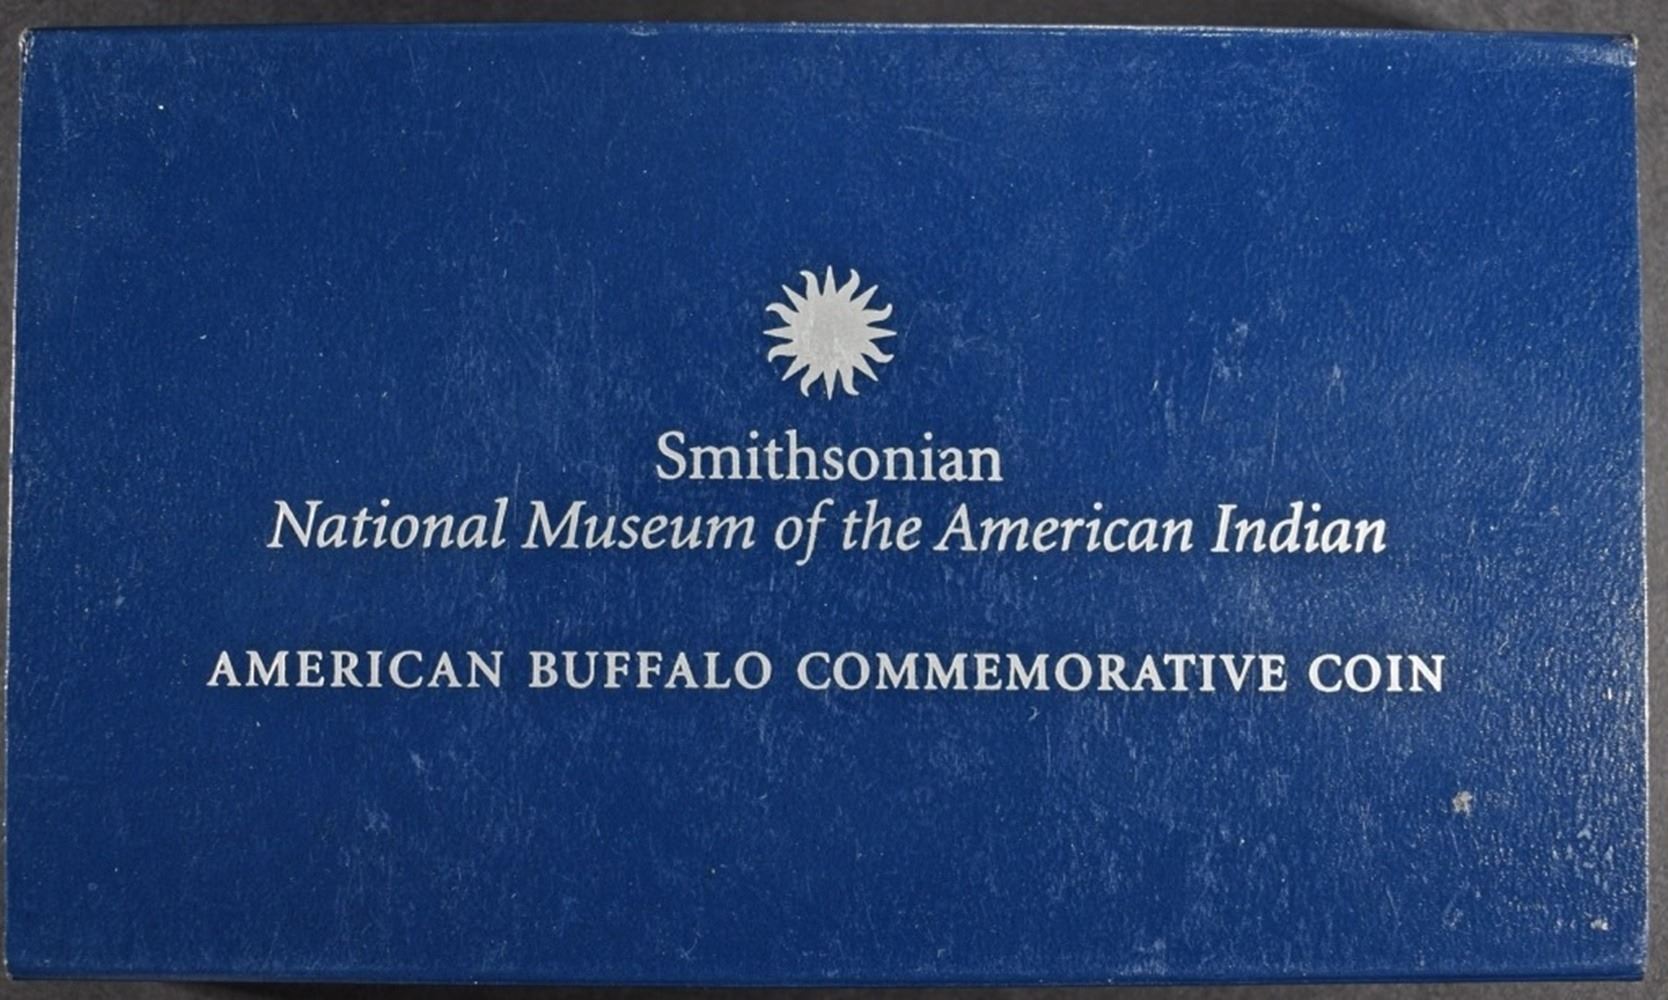 Smithsonian
National Museum of the American Indian
AMERICAN BUFFALO COMMEMORATIVE COIN